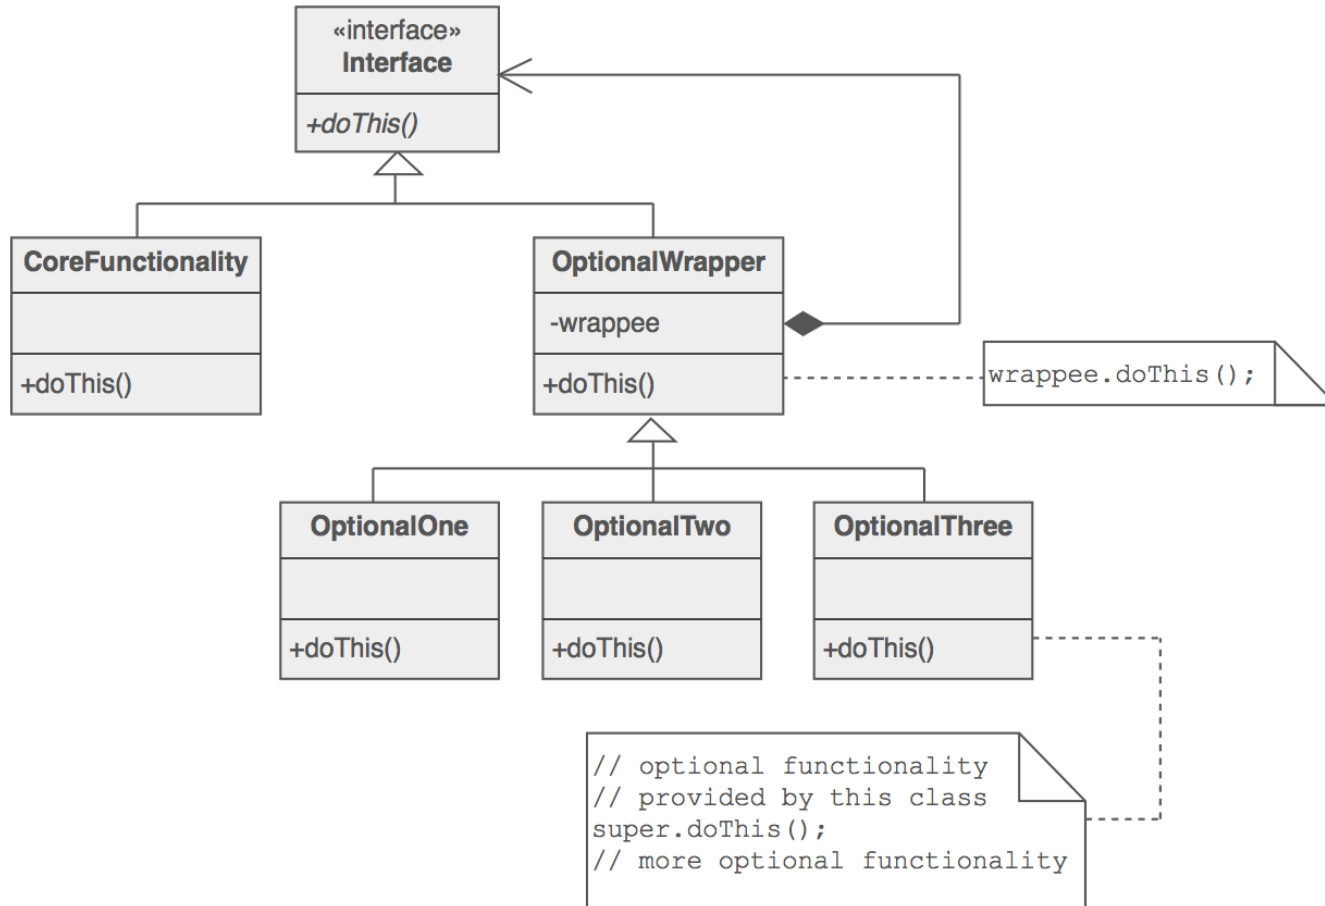 «interface»
Interface
+doThis()
CoreFunctionality
+doThis()
OptionalWrapper
-wrappee
+doThis()
wrappee.doThis();
OptionalOne
+doThis()
OptionalTwo
+doThis()
OptionalThree
+doThis()
// optional functionality
// provided by this class
super.doThis();
// more optional functionality